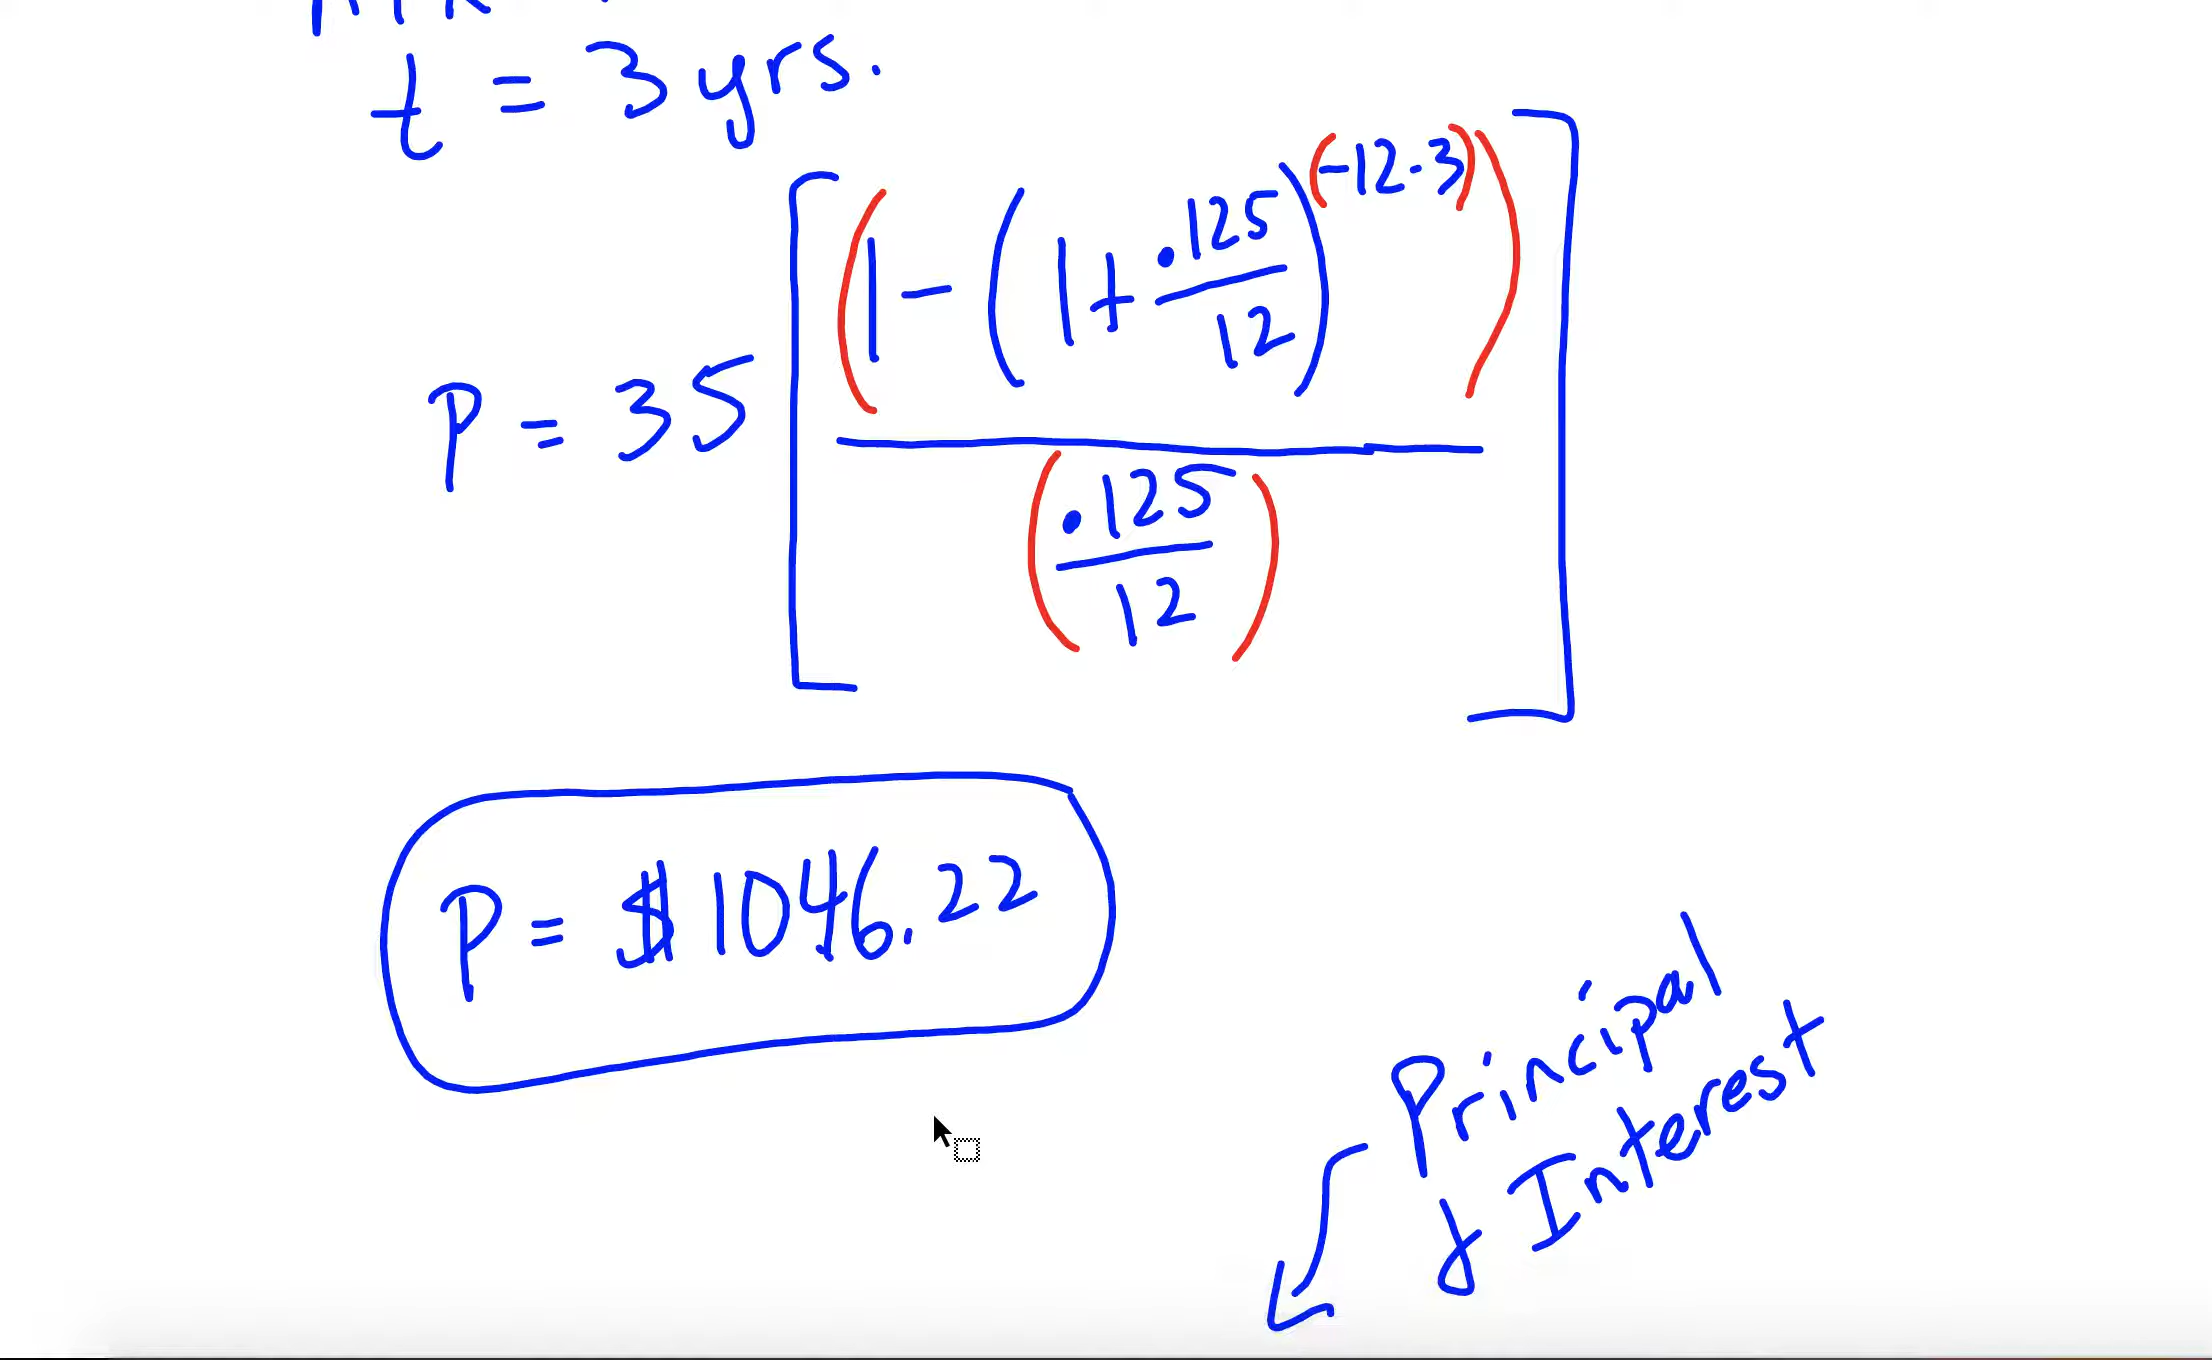 t = 3 yrs.
P = 35 [ (1 - (1 + .125/12)^(-12·3)) / (.125/12) ]
P = $1046.22
Principal
& Interest